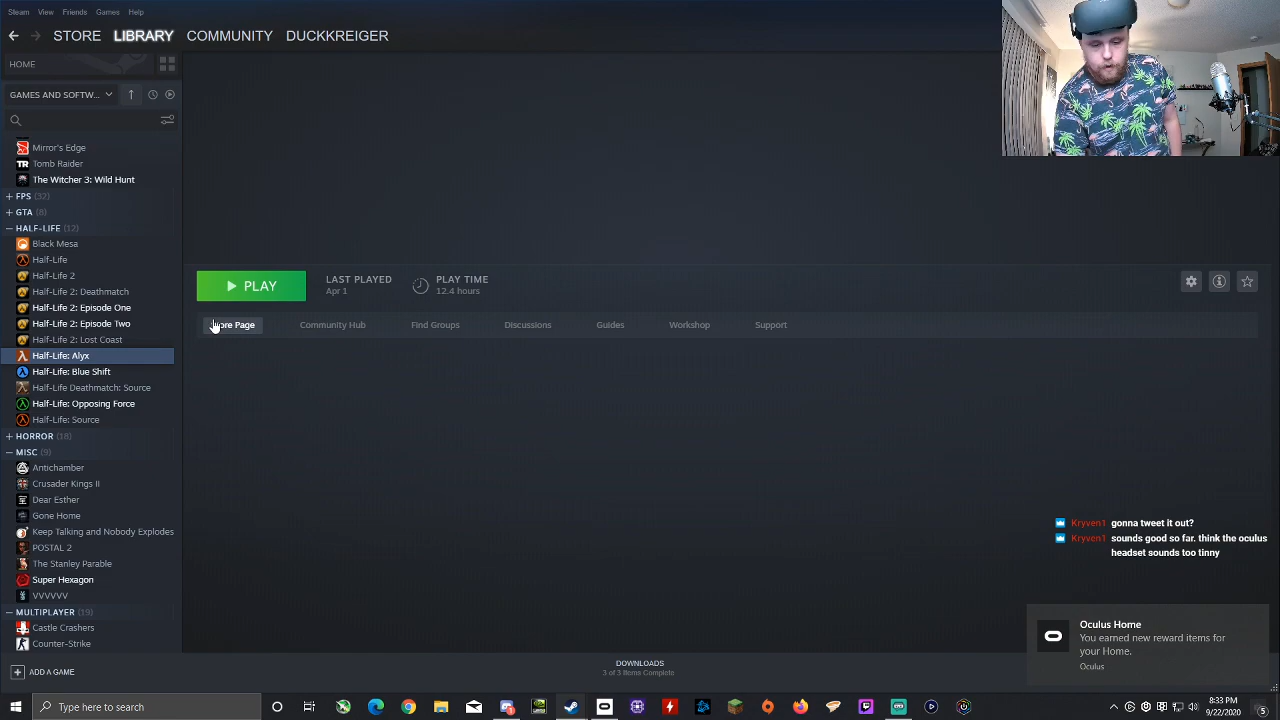 Steam View Friends Games Help
STORE LIBRARY COMMUNITY DUCKKREIGER
HOME
GAMES AND SOFTW...
Mirror's Edge
Tomb Raider
The Witcher 3: Wild Hunt
FPS (32)
GTA (8)
HALF-LIFE (12)
Black Mesa
Half-Life
Half-Life 2
Half-Life 2: Deathmatch
Half-Life 2: Episode One
Half-Life 2: Episode Two
Half-Life 2: Lost Coast
Half-Life: Alyx
Half-Life: Blue Shift
Half-Life Deathmatch: Source
Half-Life: Opposing Force
Half-Life: Source
HORROR (18)
MISC (9)
Antichamber
Crusader Kings II
Dear Esther
Gone Home
Keep Talking and Nobody Explodes
POSTAL 2
The Stanley Parable
Super Hexagon
VVVVVV
MULTIPLAYER (19)
Castle Crashers
Counter-Strike
ADD A GAME
PLAY
LAST PLAYED
Apr 1
PLAY TIME
12.4 hours
Page Community Hub Find Groups Discussions Guides Workshop Support
Kryven1 gonna tweet it out?
Kryven1 sounds good so far. think the oculus
headset sounds too tinny
Oculus Home
You earned new reward items for
your Home.
Oculus
DOWNLOADS
3 of 3 Items Complete
Type here to search
8:33 PM
9/22/2020
5